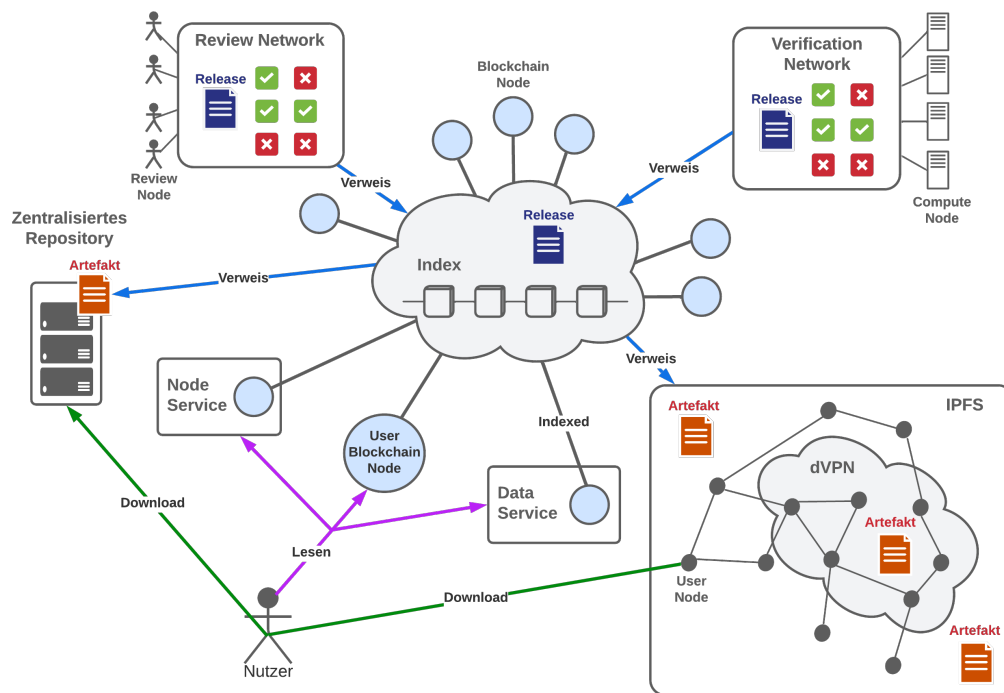 Review Network
Release
Review
Node
Verweis
Blockchain
Node
Verification
Network
Release
Verweis
Compute
Node
Zentralisiertes
Repository
Artefakt
Verweis
Release
Index
Verweis
Node
Service
User
Blockchain
Node
Indexed
Data
Service
Download
Lesen
Download
Nutzer
IPFS
Artefakt
dVPN
Artefakt
User
Node
Artefakt